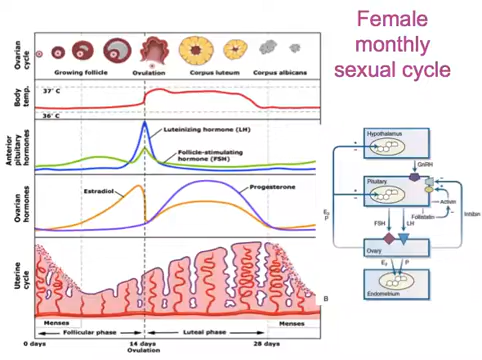 Female
monthly
sexual cycle
Ovarian
cycle
Growing follicle
Ovulation
Corpus luteum
Corpus albicans
Body
temp.
37° C
36° C
Anterior
pituitary
hormones
Luteinizing hormone (LH)
Follicle-stimulating
hormone (FSH)
Ovarian
hormones
Estradiol
Progesterone
Uterine
cycle
Menses
Menses
Follicular phase
Luteal phase
0 days
14 days
Ovulation
28 days
Hypothalamus
GnRH
Pituitary
Activin
Follistatin
Inhibin
FSH
LH
E₂
P
Ovary
E₂
P
Endometrium
B